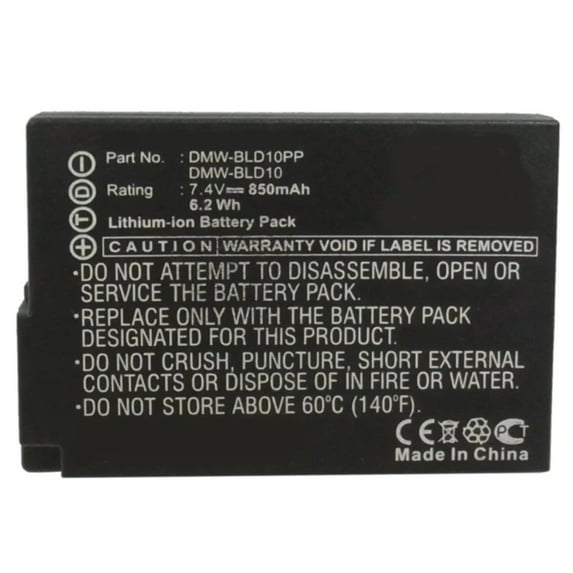 Part No. : DMW-BLD10PP
DMW-BLD10
Rating : 7.4V⎓ 850mAh
6.2 Wh
Lithium-ion Battery Pack
− D T +
CAUTION WARRANTY VOID IF LABEL IS REMOVED
•DO NOT ATTEMPT TO DISASSEMBLE, OPEN OR
SERVICE THE BATTERY PACK.
•REPLACE ONLY WITH THE BATTERY PACK
DESIGNATED FOR THIS PRODUCT.
•DO NOT CRUSH, PUNCTURE, SHORT EXTERNAL
CONTACTS OR DISPOSE OF IN FIRE OR WATER.
•DO NOT STORE ABOVE 60°C (140°F).
CE PCT
Made In China